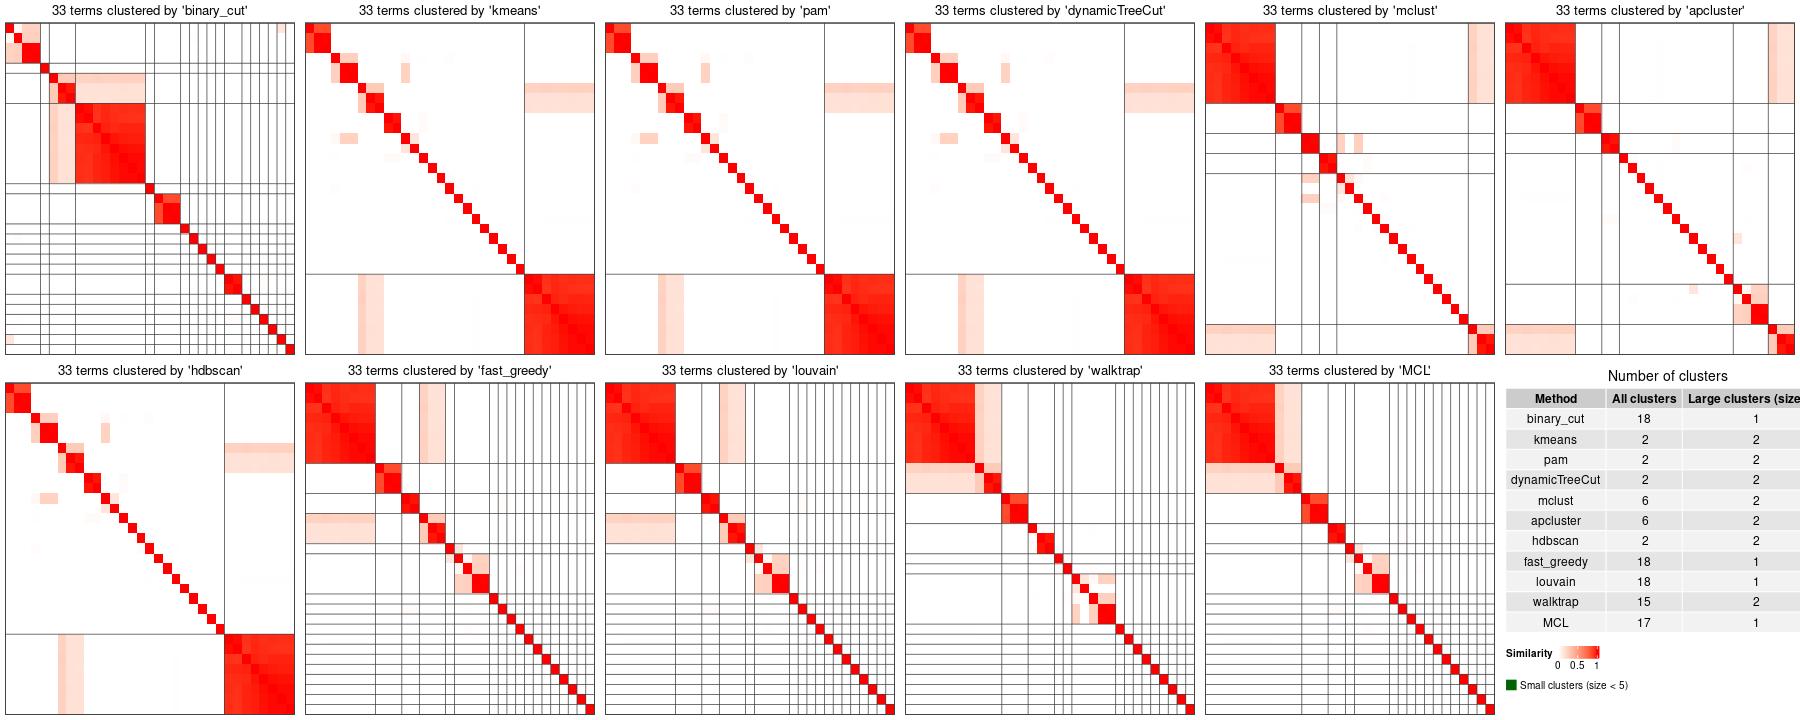 33 terms clustered by 'binary_cut'
33 terms clustered by 'kmeans'
33 terms clustered by 'pam'
33 terms clustered by 'dynamicTreeCut'
33 terms clustered by 'mclust'
33 terms clustered by 'apcluster'
33 terms clustered by 'hdbscan'
33 terms clustered by 'fast_greedy'
33 terms clustered by 'louvain'
33 terms clustered by 'walktrap'
33 terms clustered by 'MCL'
Number of clusters
Method All clusters Large clusters (size
binary_cut 18 1
kmeans 2 2
pam 2 2
dynamicTreeCut 2 2
mclust 6 2
apcluster 6 2
hdbscan 2 2
fast_greedy 18 1
louvain 18 1
walktrap 15 2
MCL 17 1
Similarity
0 0.5 1
Small clusters (size < 5)